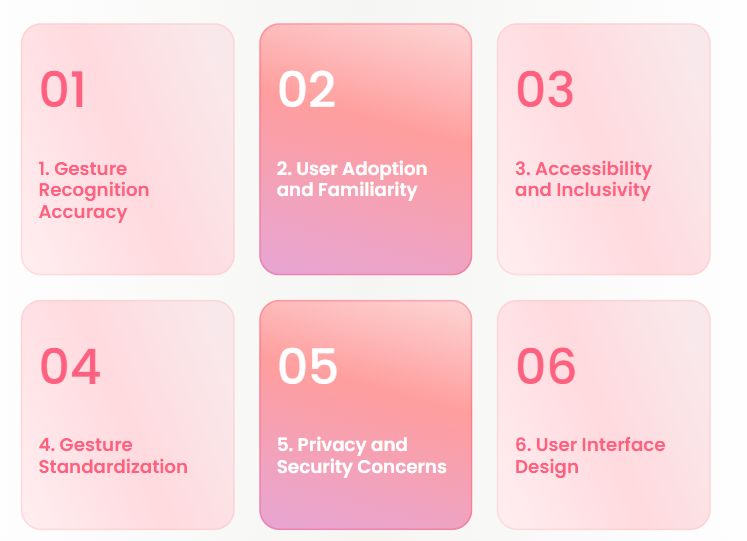 01
1. Gesture
Recognition
Accuracy
02
2. User Adoption
and Familiarity
03
3. Accessibility
and Inclusivity
04
4. Gesture
Standardization
05
5. Privacy and
Security Concerns
06
6. User Interface
Design